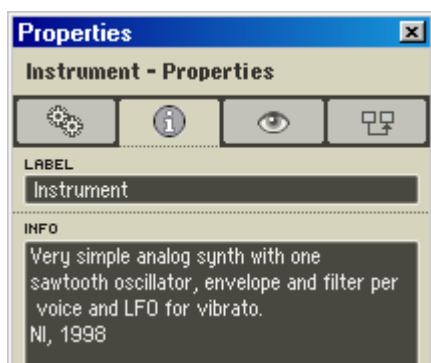 Properties
Instrument - Properties
LABEL
Instrument
INFO
Very simple analog synth with one
sawtooth oscillator, envelope and filter per
voice and LFO for vibrato.
NI, 1998